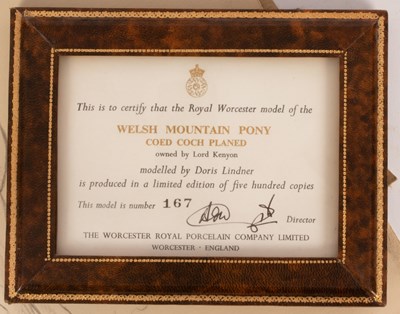 This is to certify that the Royal Worcester model of the
WELSH MOUNTAIN PONY
COED COCH PLANED
owned by Lord Kenyon
modelled by Doris Lindner
is produced in a limited edition of five hundred copies
This model is number 167
Director
THE WORCESTER ROYAL PORCELAIN COMPANY LIMITED
WORCESTER · ENGLAND